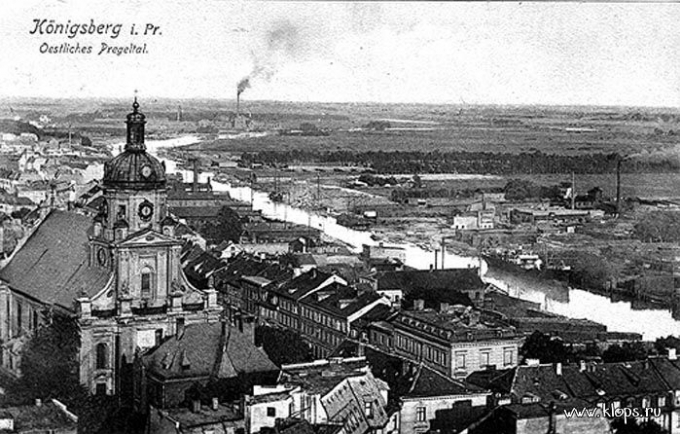 Königsberg i. Pr.
Oestliches Pregeltal.
www.klops.ru